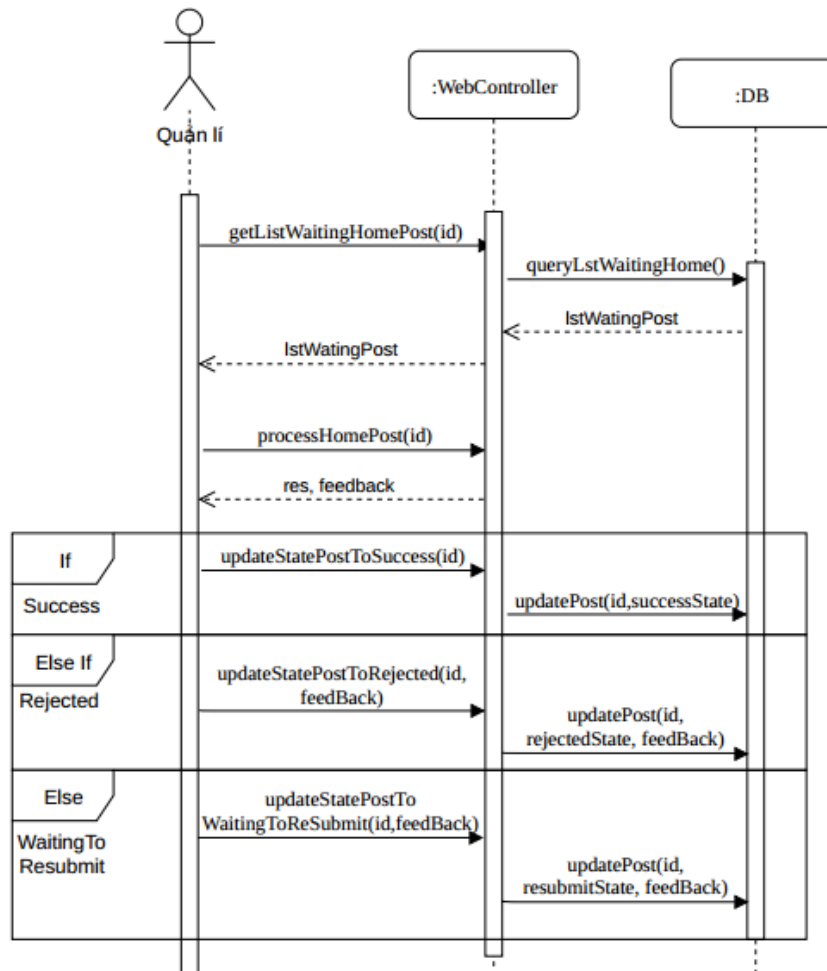 :WebController
:DB
Quản lí
getListWaitingHomePost(id)
queryLstWaitingHome()
lstWatingPost
lstWatingPost
processHomePost(id)
res, feedback
If
updateStatePostToSuccess(id)
Success
updatePost(id,successState)
Else If
updateStatePostToRejected(id,
feedBack)
Rejected
updatePost(id,
rejectedState, feedBack)
Else
updateStatePostTo
WaitingToReSubmit(id,feedBack)
WaitingTo
Resubmit
updatePost(id,
resubmitState, feedBack)